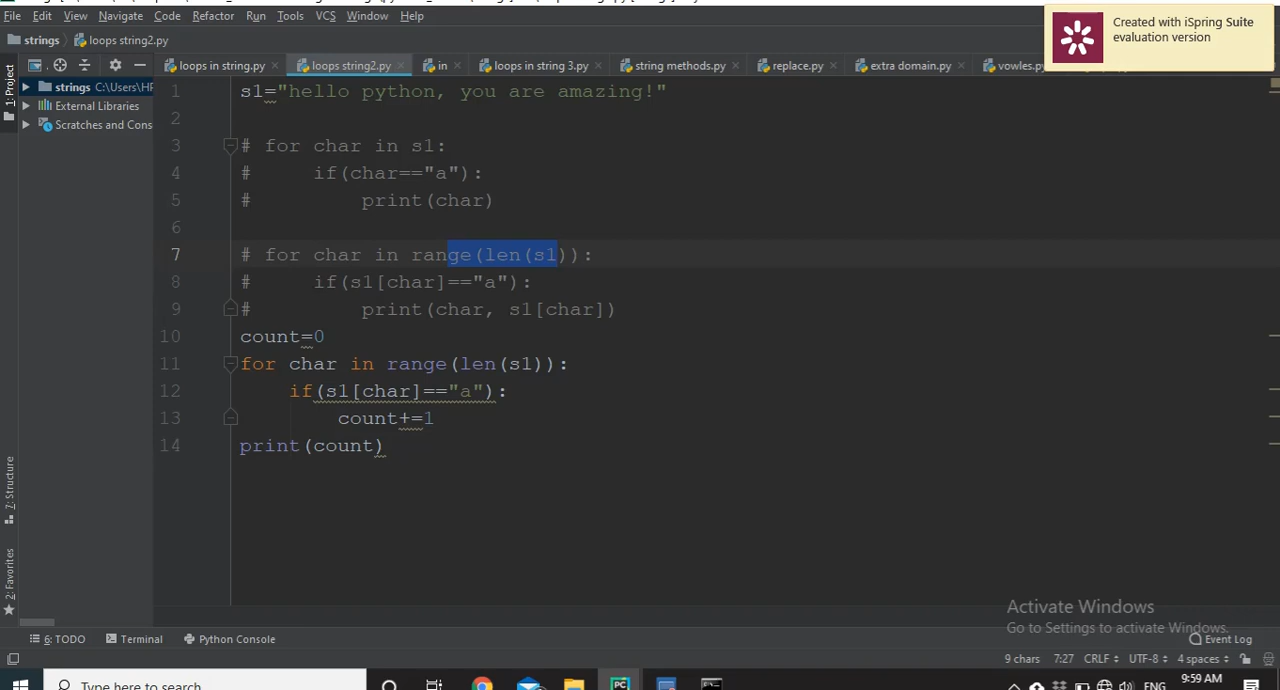 File Edit View Navigate Code Refactor Run Tools VCS Window Help
Created with iSpring Suite
evaluation version
strings loops string2.py
1: Project
loops in string.py loops string2.py in loops in string 3.py string methods.py replace.py extra domain.py vowles.py
strings C:\Users\HP
External Libraries
Scratches and Cons
1 s1="hello python, you are amazing!"
2
3 # for char in s1:
4 #     if(char=="a"):
5 #         print(char)
6
7 # for char in range(len(s1)):
8 #     if(s1[char]=="a"):
9 #         print(char, s1[char])
10 count=0
11 for char in range(len(s1)):
12     if(s1[char]=="a"):
13         count+=1
14 print(count)
7: Structure
2: Favorites
Activate Windows
Go to Settings to activate Windows.
6: TODO Terminal Python Console Event Log
9 chars 7:27 CRLF UTF-8 4 spaces
Type here to search
ENG 9:59 AM